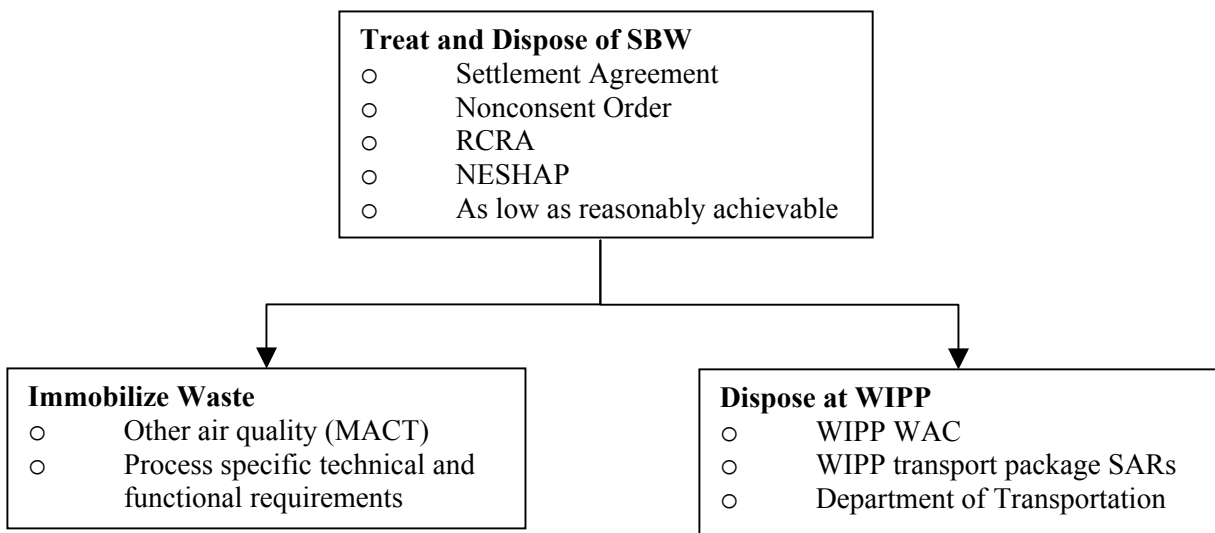 Treat and Dispose of SBW
o Settlement Agreement
o Nonconsent Order
o RCRA
o NESHAP
o As low as reasonably achievable
Immobilize Waste
o Other air quality (MACT)
o Process specific technical and
functional requirements
Dispose at WIPP
o WIPP WAC
o WIPP transport package SARs
o Department of Transportation